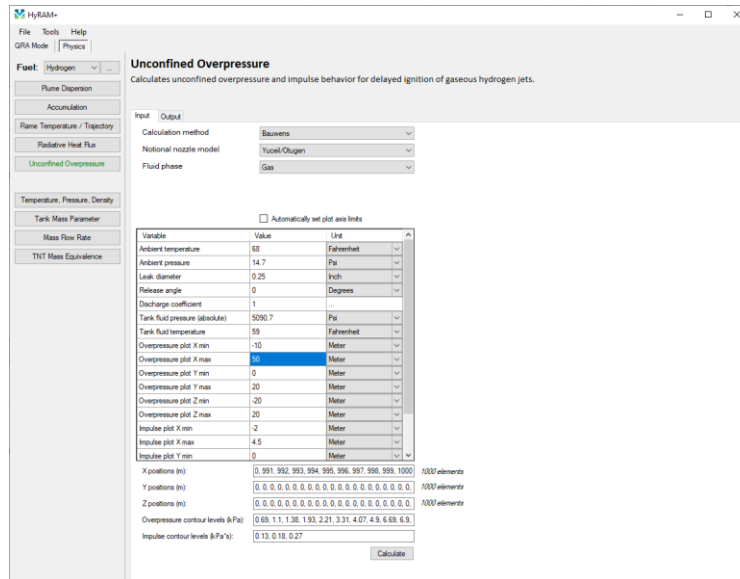 HyRAM+
File Tools Help
QRA Mode Physics
Fuel: Hydrogen ...
Plume Dispersion
Accumulation
Flame Temperature / Trajectory
Radiative Heat Flux
Unconfined Overpressure
Temperature, Pressure, Density
Tank Mass Parameter
Mass Flow Rate
TNT Mass Equivalence
Unconfined Overpressure
Calculates unconfined overpressure and impulse behavior for delayed ignition of gaseous hydrogen jets.
Input Output
Calculation method Bauwens
Notional nozzle model Yuceil/Otugen
Fluid phase Gas
Automatically set plot axis limits
Variable Value Unit
Ambient temperature 68 Fahrenheit
Ambient pressure 14.7 Psi
Leak diameter 0.25 Inch
Release angle 0 Degrees
Discharge coefficient 1 ...
Tank fluid pressure (absolute) 5090.7 Psi
Tank fluid temperature 59 Fahrenheit
Overpressure plot X min -10 Meter
Overpressure plot X max 50 Meter
Overpressure plot Y min 0 Meter
Overpressure plot Y max 20 Meter
Overpressure plot Z min -20 Meter
Overpressure plot Z max 20 Meter
Impulse plot X min -2 Meter
Impulse plot X max 4.5 Meter
Impulse plot Y min 0 Meter
X positions (m): 0, 991, 992, 993, 994, 995, 996, 997, 998, 999, 1000 1000 elements
Y positions (m): 0, 0, 0, 0, 0, 0, 0, 0, 0, 0, 0, 0, 0, 0, 0, 0, 0, 0, 0, 0, 0, 1000 elements
Z positions (m): 0, 0, 0, 0, 0, 0, 0, 0, 0, 0, 0, 0, 0, 0, 0, 0, 0, 0, 0, 0, 0, 1000 elements
Overpressure contour levels (kPa): 0.69, 1.1, 1.38, 1.93, 2.21, 3.31, 4.07, 4.9, 6.69, 6.9,
Impulse contour levels (kPa*s): 0.13, 0.18, 0.27
Calculate